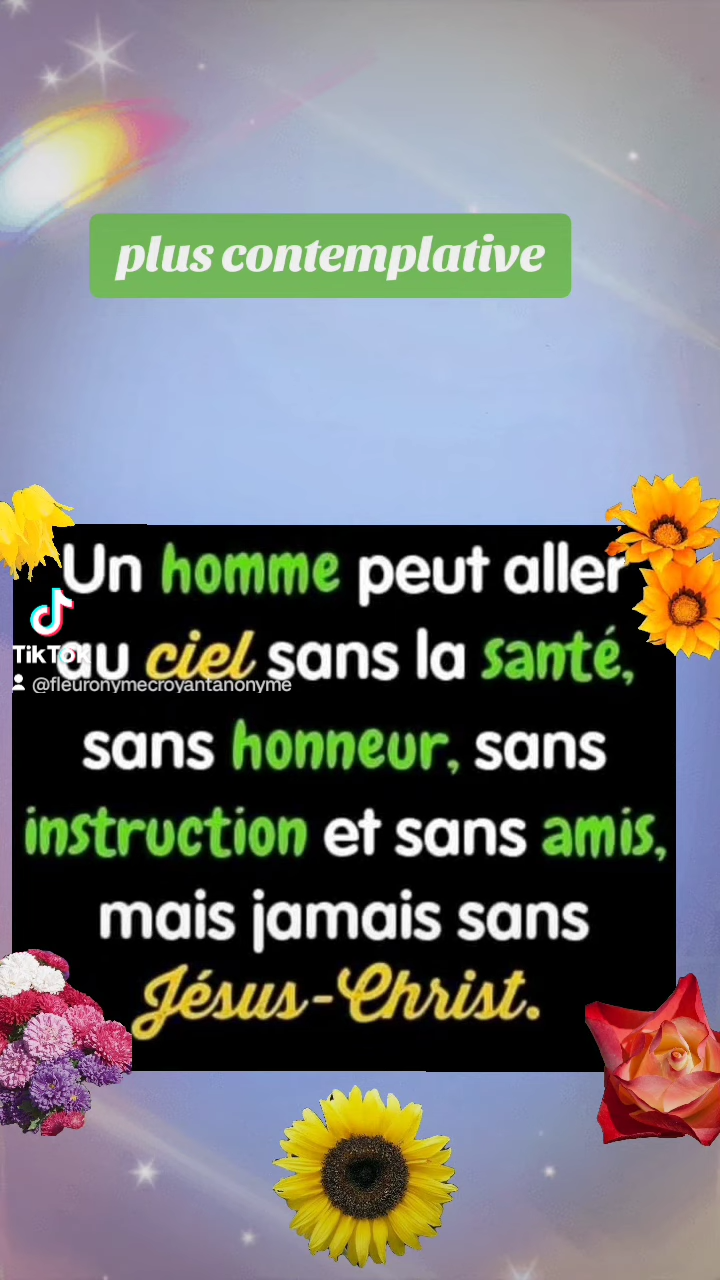 plus contemplative
Un homme peut aller
au ciel sans la santé,
TikTok
@fleuronymecroyantanonyme
sans honneur, sans
instruction et sans amis,
mais jamais sans
Jésus-Christ.